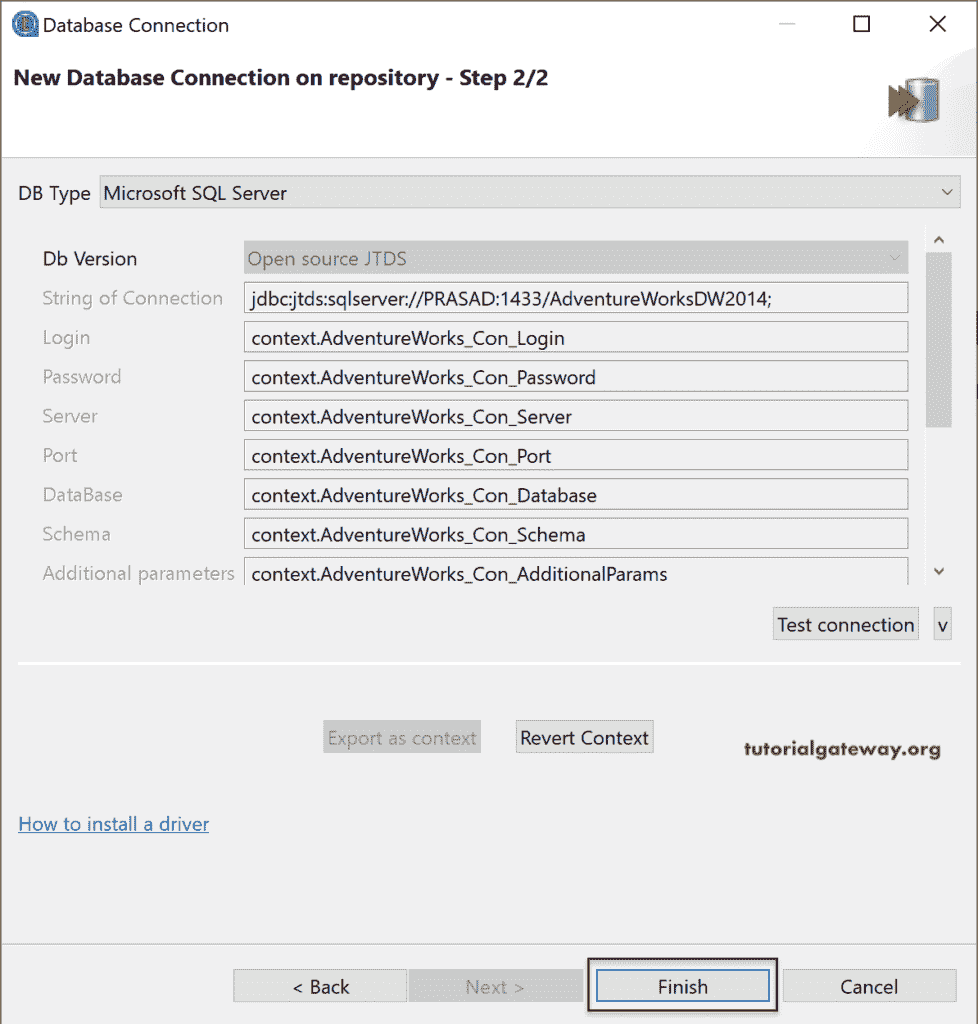 Database Connection
New Database Connection on repository - Step 2/2
DB Type Microsoft SQL Server
Db Version Open source JTDS
String of Connection jdbc:jtds:sqlserver://PRASAD:1433/AdventureWorksDW2014;
Login context.AdventureWorks_Con_Login
Password context.AdventureWorks_Con_Password
Server context.AdventureWorks_Con_Server
Port context.AdventureWorks_Con_Port
DataBase context.AdventureWorks_Con_Database
Schema context.AdventureWorks_Con_Schema
Additional parameters context.AdventureWorks_Con_AdditionalParams
Test connection v
Export as context Revert Context
tutorialgateway.org
How to install a driver
< Back Next > Finish Cancel